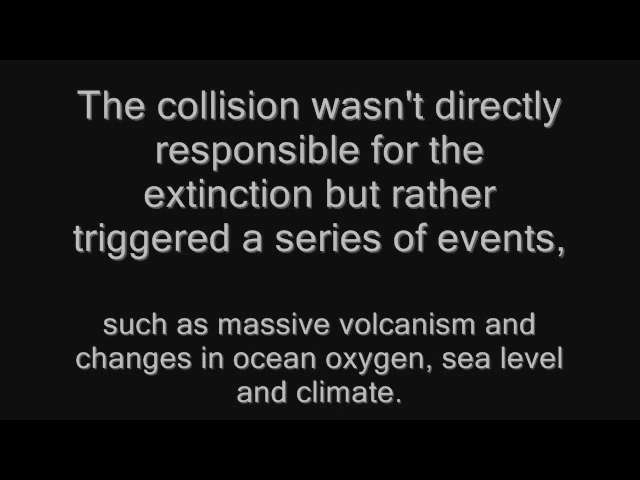 The collision wasn't directly
responsible for the
extinction but rather
triggered a series of events,
such as massive volcanism and
changes in ocean oxygen, sea level
and climate.